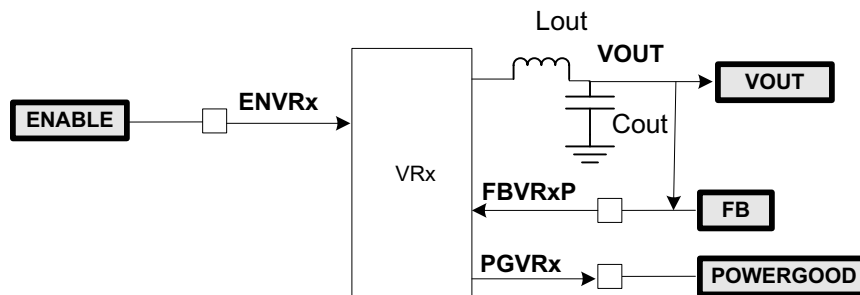 Lout
VOUT
VOUT
ENVRx
ENABLE
Cout
VRx
FBVRxP
FB
PGVRx
POWERGOOD